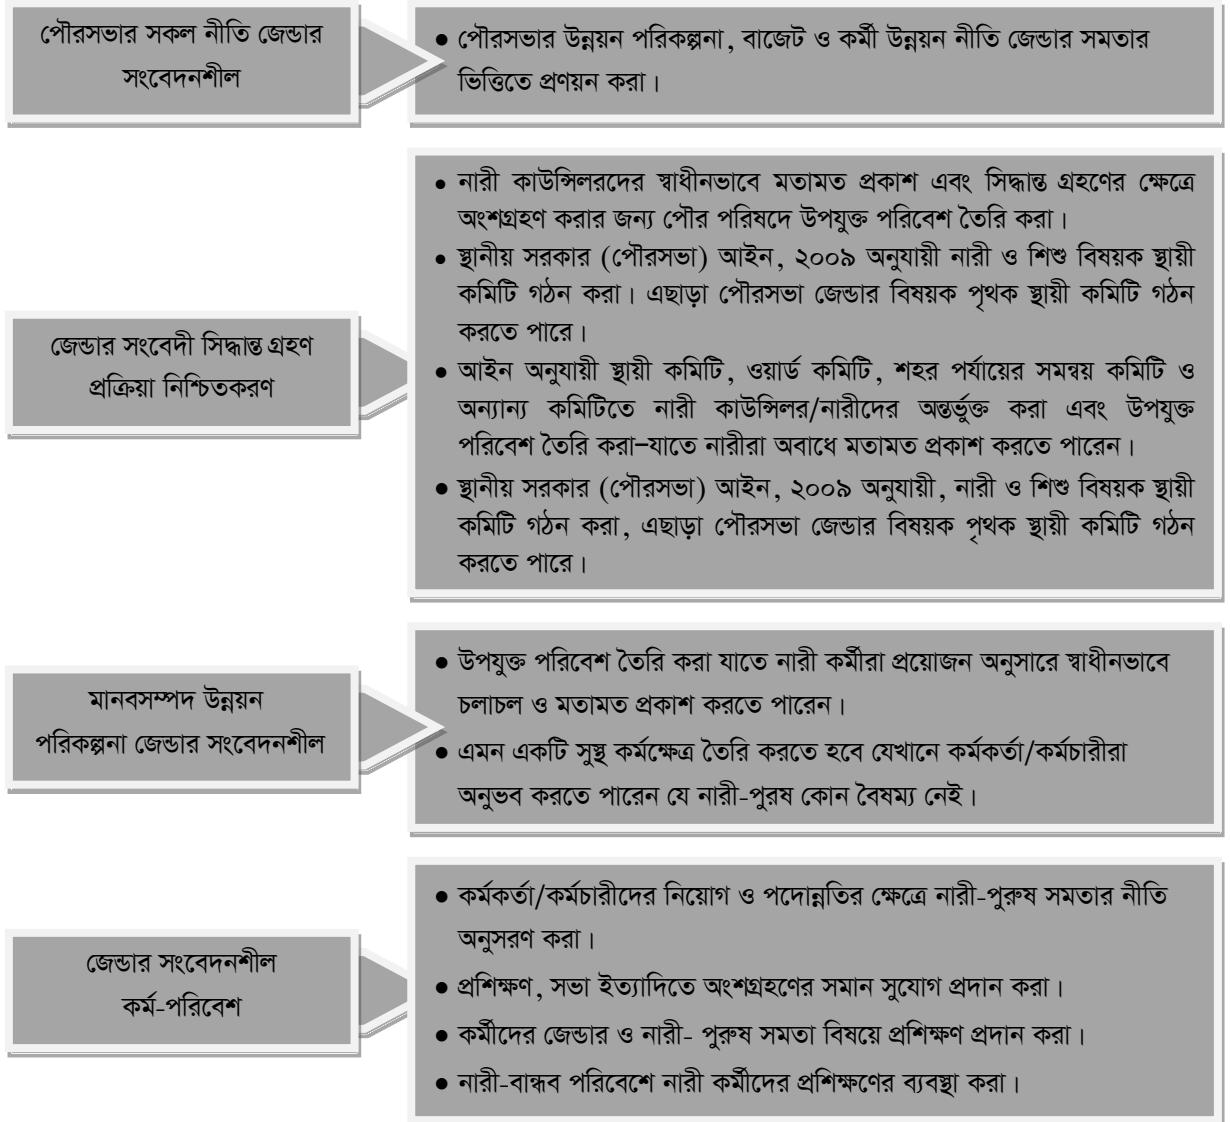 পৌরসভার সকল নীতি জেন্ডার
সংবেদনশীল
● পৌরসভার উন্নয়ন পরিকল্পনা, বাজেট ও কর্মী উন্নয়ন নীতি জেন্ডার সমতার
ভিত্তিতে প্রণয়ন করা।
জেন্ডার সংবেদী সিদ্ধান্ত গ্রহণ
প্রক্রিয়া নিশ্চিতকরণ
● নারী কাউন্সিলরদের স্বাধীনভাবে মতামত প্রকাশ এবং সিদ্ধান্ত গ্রহণের ক্ষেত্রে
অংশগ্রহণ করার জন্য পৌর পরিষদে উপযুক্ত পরিবেশ তৈরি করা।
● স্থানীয় সরকার (পৌরসভা) আইন, ২০০৯ অনুযায়ী নারী ও শিশু বিষয়ক স্থায়ী
কমিটি গঠন করা। এছাড়া পৌরসভা জেন্ডার বিষয়ক পৃথক স্থায়ী কমিটি গঠন
করতে পারে।
● আইন অনুযায়ী স্থায়ী কমিটি, ওয়ার্ড কমিটি, শহর পর্যায়ের সমন্বয় কমিটি ও
অন্যান্য কমিটিতে নারী কাউন্সিলর/নারীদের অন্তর্ভুক্ত করা এবং উপযুক্ত
পরিবেশ তৈরি করা–যাতে নারীরা অবাধে মতামত প্রকাশ করতে পারেন।
● স্থানীয় সরকার (পৌরসভা) আইন, ২০০৯ অনুযায়ী, নারী ও শিশু বিষয়ক স্থায়ী
কমিটি গঠন করা, এছাড়া পৌরসভা জেন্ডার বিষয়ক পৃথক স্থায়ী কমিটি গঠন
করতে পারে।
মানবসম্পদ উন্নয়ন
পরিকল্পনা জেন্ডার সংবেদনশীল
● উপযুক্ত পরিবেশ তৈরি করা যাতে নারী কর্মীরা প্রয়োজন অনুসারে স্বাধীনভাবে
চলাচল ও মতামত প্রকাশ করতে পারেন।
● এমন একটি সুস্থ কর্মক্ষেত্র তৈরি করতে হবে যেখানে কর্মকর্তা/কর্মচারীরা
অনুভব করতে পারেন যে নারী-পুরষ কোন বৈষম্য নেই।
জেন্ডার সংবেদনশীল
কর্ম-পরিবেশ
● কর্মকর্তা/কর্মচারীদের নিয়োগ ও পদোন্নতির ক্ষেত্রে নারী-পুরুষ সমতার নীতি
অনুসরণ করা।
● প্রশিক্ষণ, সভা ইত্যাদিতে অংশগ্রহণের সমান সুযোগ প্রদান করা।
● কর্মীদের জেন্ডার ও নারী- পুরুষ সমতা বিষয়ে প্রশিক্ষণ প্রদান করা।
● নারী-বান্ধব পরিবেশে নারী কর্মীদের প্রশিক্ষণের ব্যবস্থা করা।